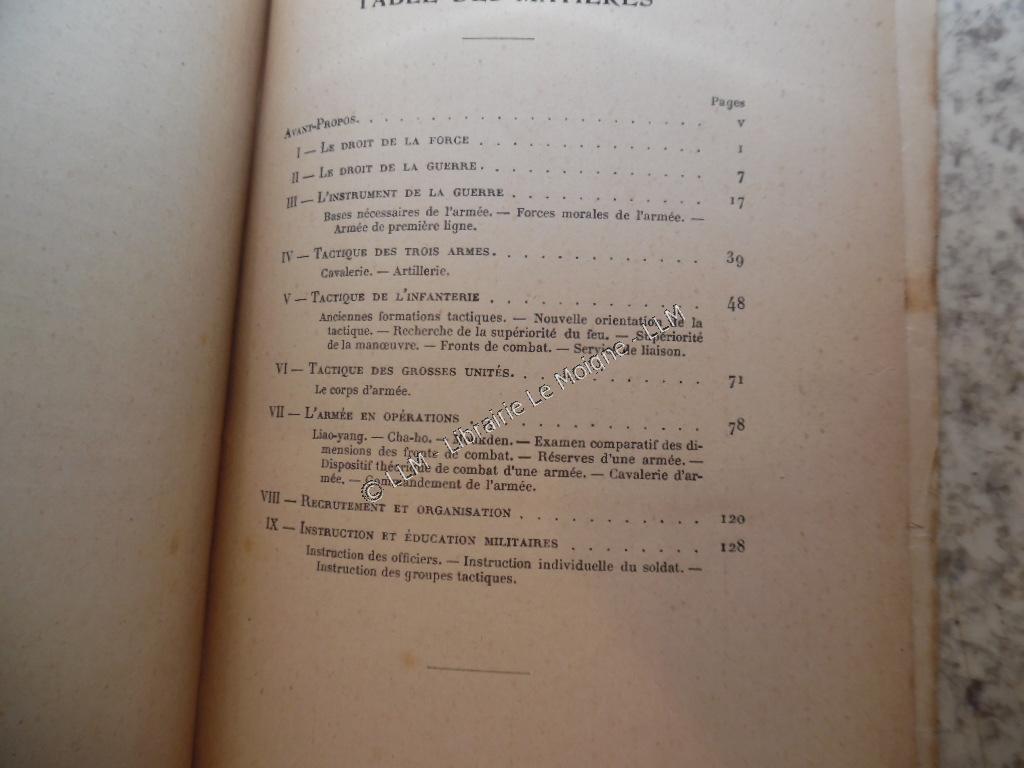 TABLE DES MATIÈRES
Pages
AVANT-PROPOS. . . . . . . . . . . . . . . . . . . . . . . V
I — LE DROIT DE LA FORCE . . . . . . . . . . . . . . 1
II — LE DROIT DE LA GUERRE . . . . . . . . . . . . . . 7
III — L'INSTRUMENT DE LA GUERRE . . . . . . . . . . . . 17
Bases nécessaires de l'armée. — Forces morales de l'armée. —
Armée de première ligne.
IV — TACTIQUE DES TROIS ARMES. . . . . . . . . . . . . 39
Cavalerie. — Artillerie.
V — TACTIQUE DE L'INFANTERIE . . . . . . . . . . . . . 48
Anciennes formations tactiques. — Nouvelle orientation de la
tactique. — Recherche de la supériorité du feu. — Supériorité
de la manœuvre. — Fronts de combat. — Service de liaison.
VI — TACTIQUE DES GROSSES UNITÉS. . . . . . . . . . . . 71
Le corps d'armée.
VII — L'ARMÉE EN OPÉRATIONS . . . . . . . . . . . . . . 78
Liao-yang. — Cha-ho. — Moukden. — Examen comparatif des di-
mensions des fronts de combat. — Réserves d'une armée. —
Dispositif théorique de combat d'une armée. — Cavalerie d'ar-
mée. — Commandement de l'armée.
VIII — RECRUTEMENT ET ORGANISATION . . . . . . . . . . . 120
IX — INSTRUCTION ET ÉDUCATION MILITAIRES . . . . . . . . 128
Instruction des officiers. — Instruction individuelle du soldat. —
Instruction des groupes tactiques.
© LLM - Librairie Le Moigne, LLM